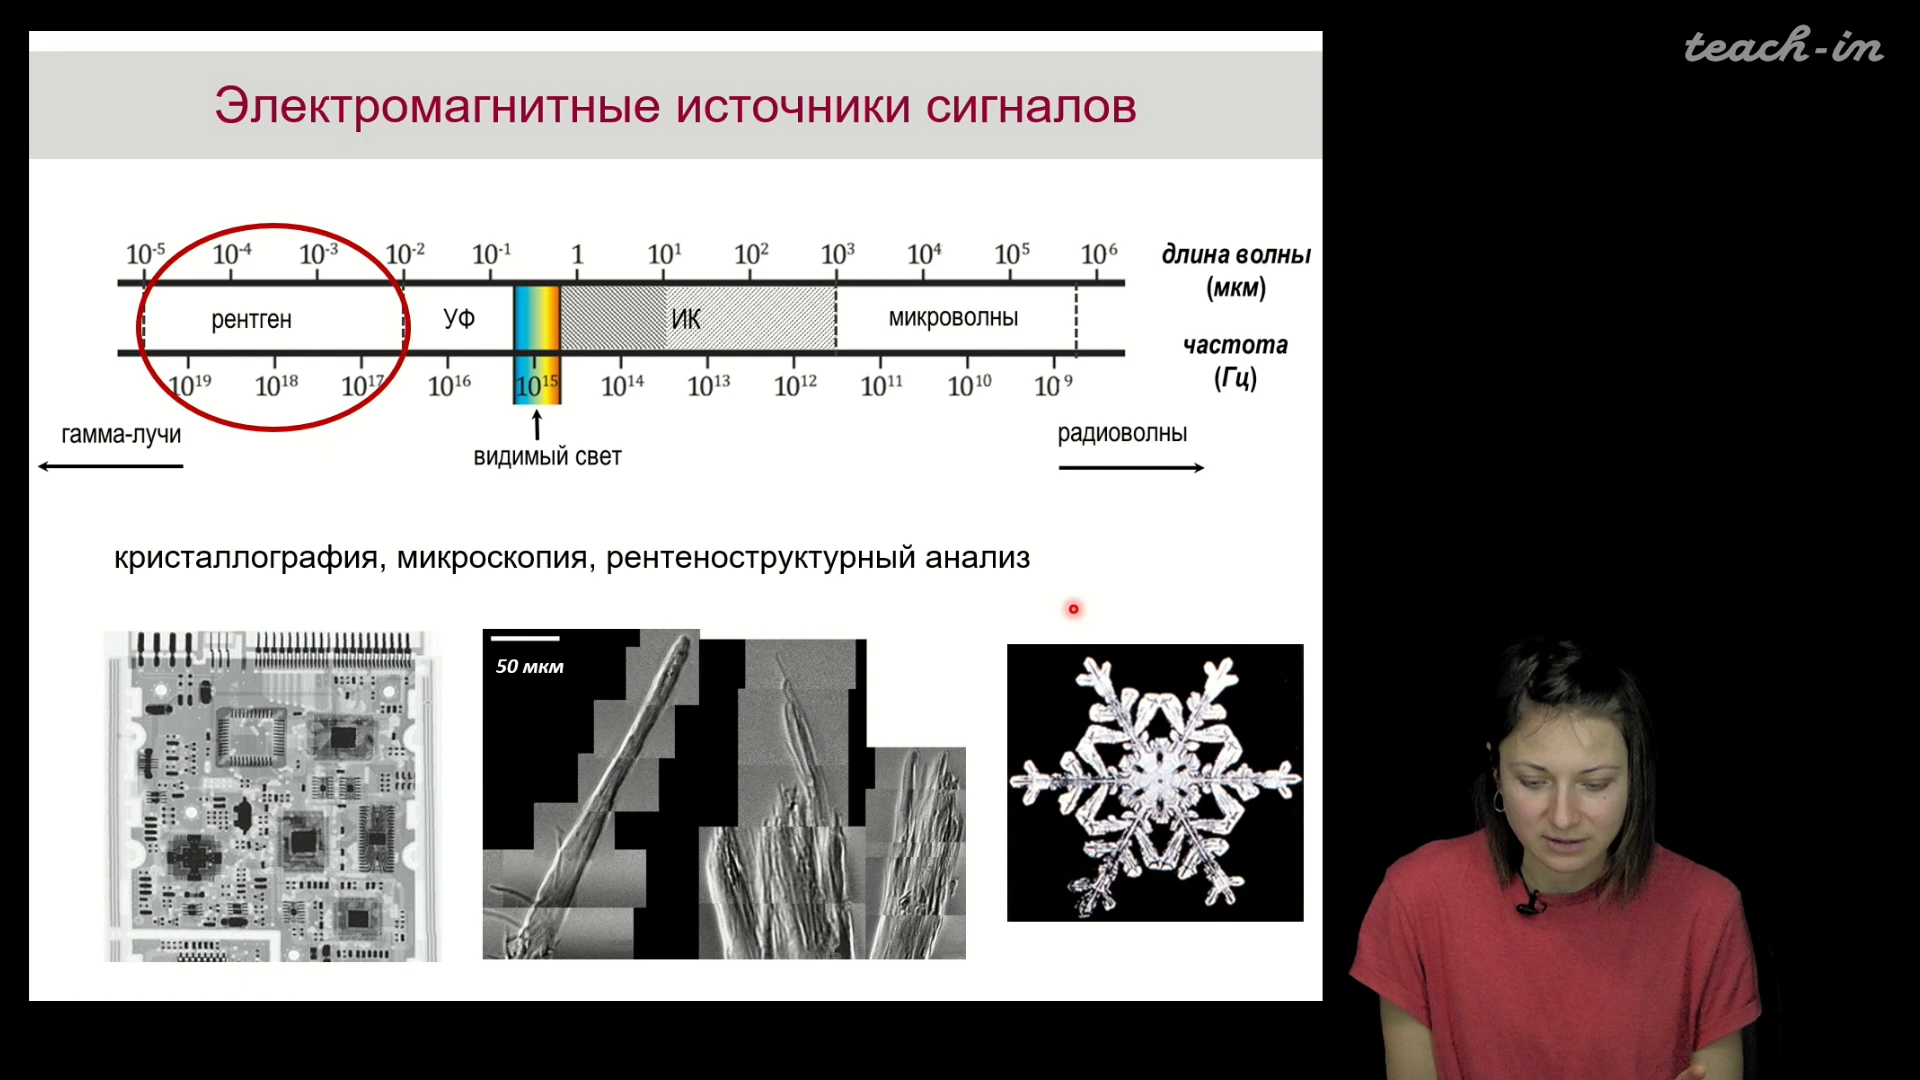 teach-in
Электромагнитные источники сигналов
10-5 10-4 10-3 10-2 10-1 1 10¹ 10² 10³ 10⁴ 10⁵ 10⁶
длина волны
(мкм)
рентген УФ ИК микроволны
частота
(Гц)
10¹⁹ 10¹⁸ 10¹⁷ 10¹⁶ 10¹⁵ 10¹⁴ 10¹³ 10¹² 10¹¹ 10¹⁰ 10⁹
гамма-лучи
видимый свет
радиоволны
кристаллография, микроскопия, рентеноструктурный анализ
50 мкм